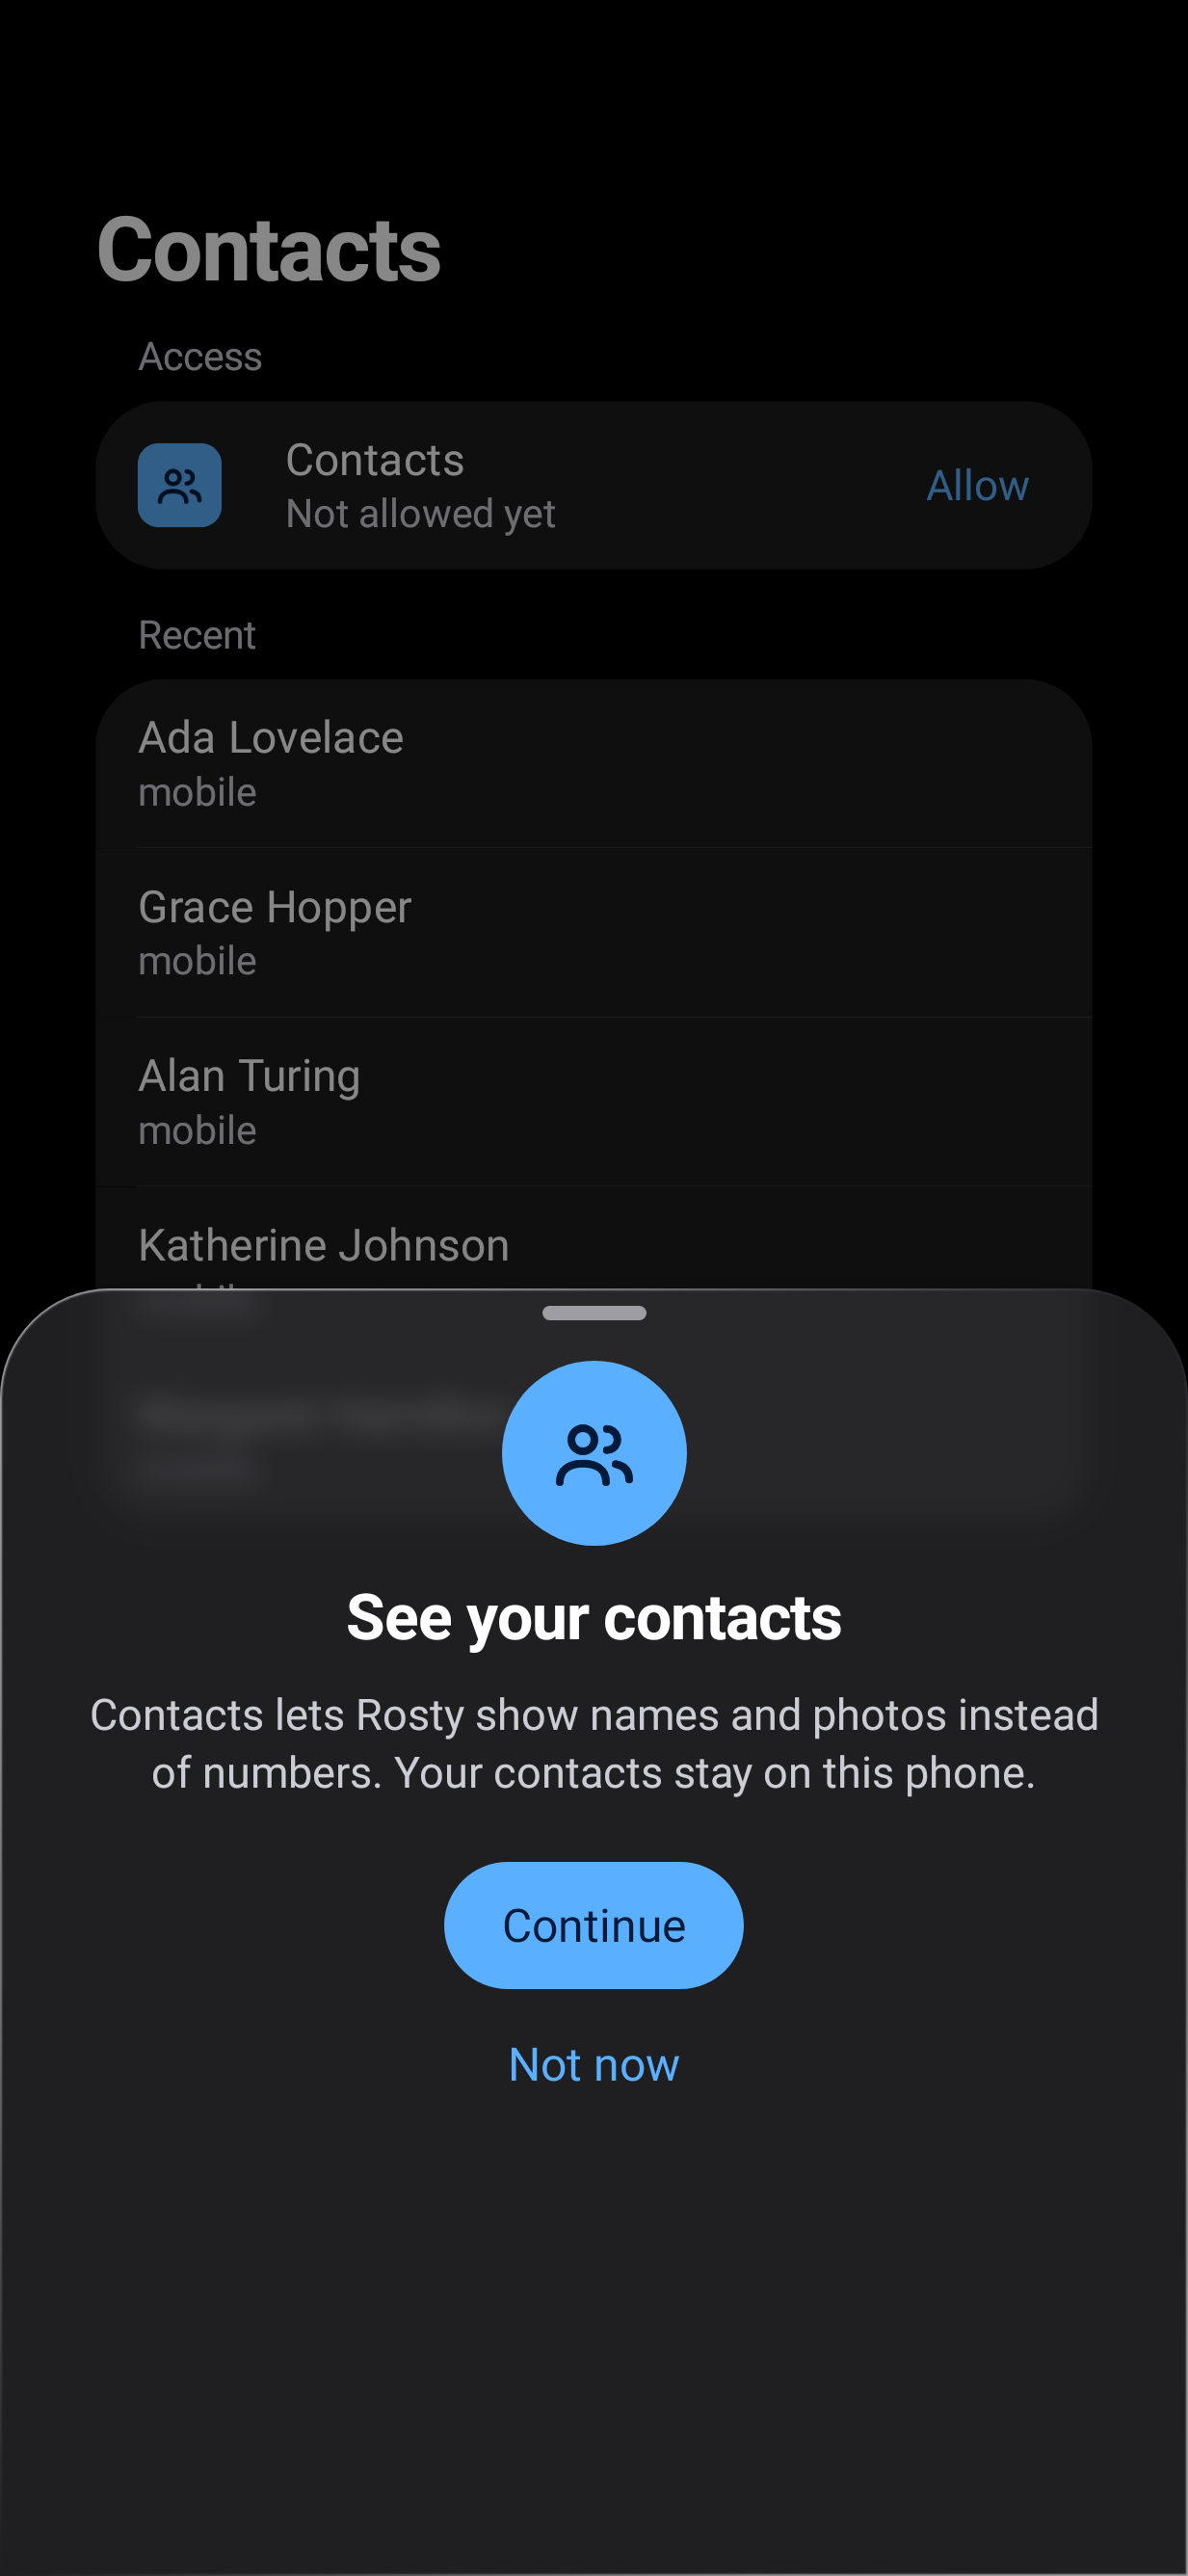 Contacts
Access
Contacts
Not allowed yet
Allow
Recent
Ada Lovelace
mobile
Grace Hopper
mobile
Alan Turing
mobile
Katherine Johnson
See your contacts
Contacts lets Rosty show names and photos instead
of numbers. Your contacts stay on this phone.
Continue
Not now